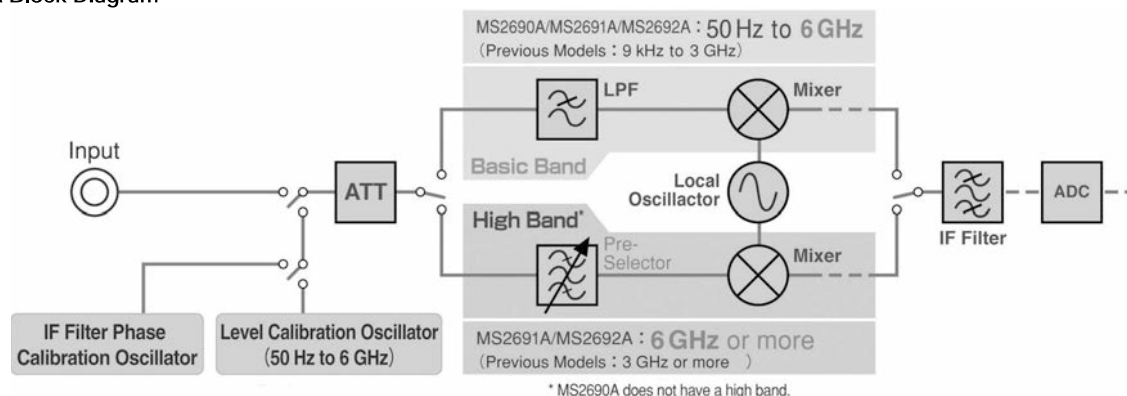 Block Diagram
MS2690A/MS2691A/MS2692A : 50 Hz to 6 GHz
(Previous Models : 9 kHz to 3 GHz)
LPF
Mixer
Input
Basic Band
ATT
Local
Oscillactor
ADC
High Band*
IF Filter
Pre-
Selector
Mixer
IF Filter Phase
Calibration Oscillator
Level Calibration Oscillator
(50 Hz to 6 GHz)
MS2691A/MS2692A : 6 GHz or more
(Previous Models : 3 GHz or more )
* MS2690A does not have a high band.